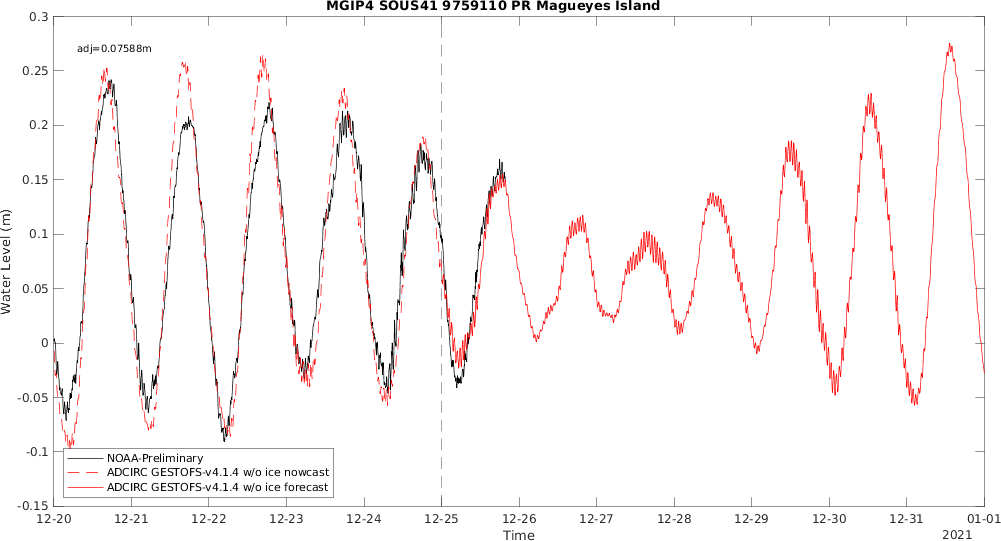 MGIP4 SOUS41 9759110 PR Magueyes Island
adj=0.07588m
0.3
0.25
0.2
0.15
0.1
0.05
0
-0.05
-0.1
-0.15
Water Level (m)
NOAA-Preliminary
ADCIRC GESTOFS-v4.1.4 w/o ice nowcast
ADCIRC GESTOFS-v4.1.4 w/o ice forecast
12-20 12-21 12-22 12-23 12-24 12-25 12-26 12-27 12-28 12-29 12-30 12-31 01-01
Time
2021